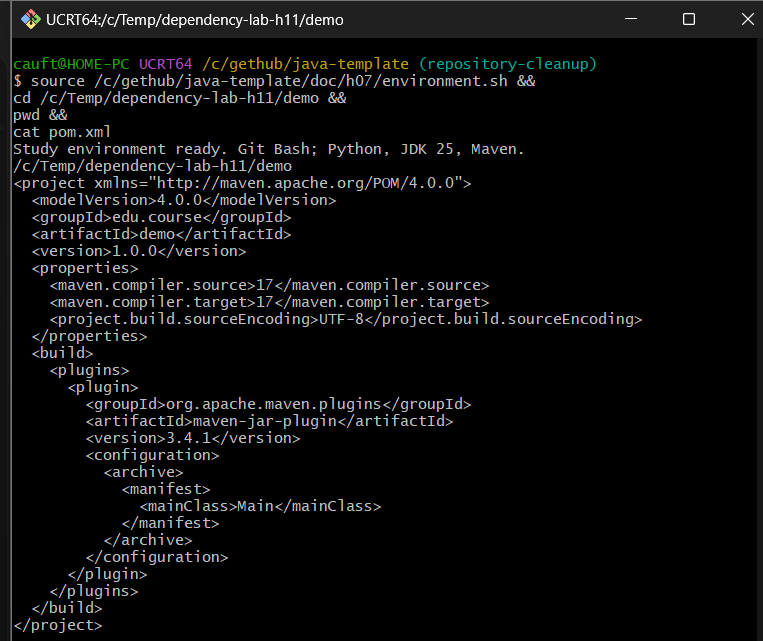 UCRT64:/c/Temp/dependency-lab-h11/demo
cauft@HOME-PC UCRT64 /c/gethub/java-template (repository-cleanup)
$ source /c/gethub/java-template/doc/h07/environment.sh &&
cd /c/Temp/dependency-lab-h11/demo &&
pwd &&
cat pom.xml
Study environment ready. Git Bash; Python, JDK 25, Maven.
/c/Temp/dependency-lab-h11/demo
<project xmlns="http://maven.apache.org/POM/4.0.0">
  <modelVersion>4.0.0</modelVersion>
  <groupId>edu.course</groupId>
  <artifactId>demo</artifactId>
  <version>1.0.0</version>
  <properties>
    <maven.compiler.source>17</maven.compiler.source>
    <maven.compiler.target>17</maven.compiler.target>
    <project.build.sourceEncoding>UTF-8</project.build.sourceEncoding>
  </properties>
  <build>
    <plugins>
      <plugin>
        <groupId>org.apache.maven.plugins</groupId>
        <artifactId>maven-jar-plugin</artifactId>
        <version>3.4.1</version>
        <configuration>
          <archive>
            <manifest>
              <mainClass>Main</mainClass>
            </manifest>
          </archive>
        </configuration>
      </plugin>
    </plugins>
  </build>
</project>